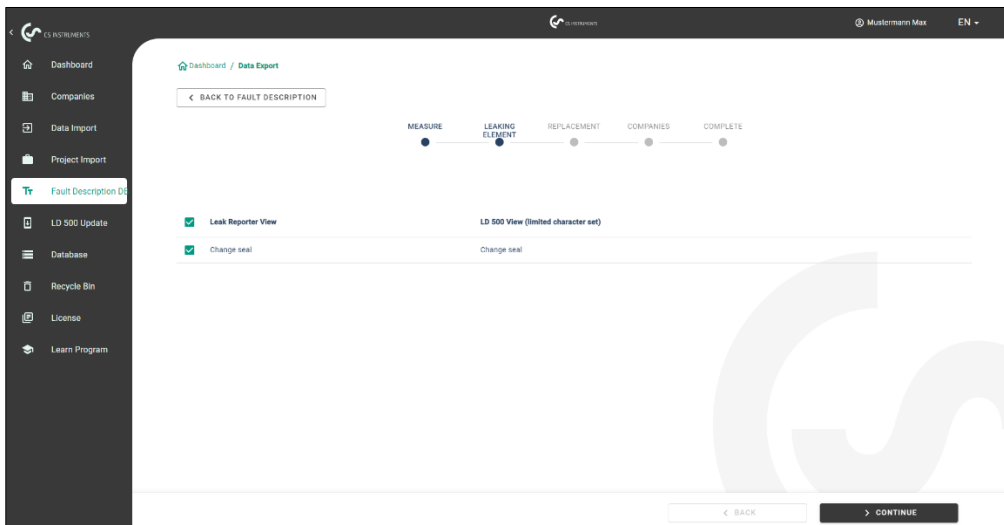 CS INSTRUMENTS
CS INSTRUMENTS
Mustermann Max
EN
Dashboard
Companies
Data Import
Project Import
Fault Description DE
LD 500 Update
Database
Recycle Bin
License
Learn Program
Dashboard / Data Export
< BACK TO FAULT DESCRIPTION
MEASURE
LEAKING
ELEMENT
REPLACEMENT
COMPANIES
COMPLETE
Leak Reporter View
LD 500 View (limited character set)
Change seal
Change seal
< BACK
> CONTINUE